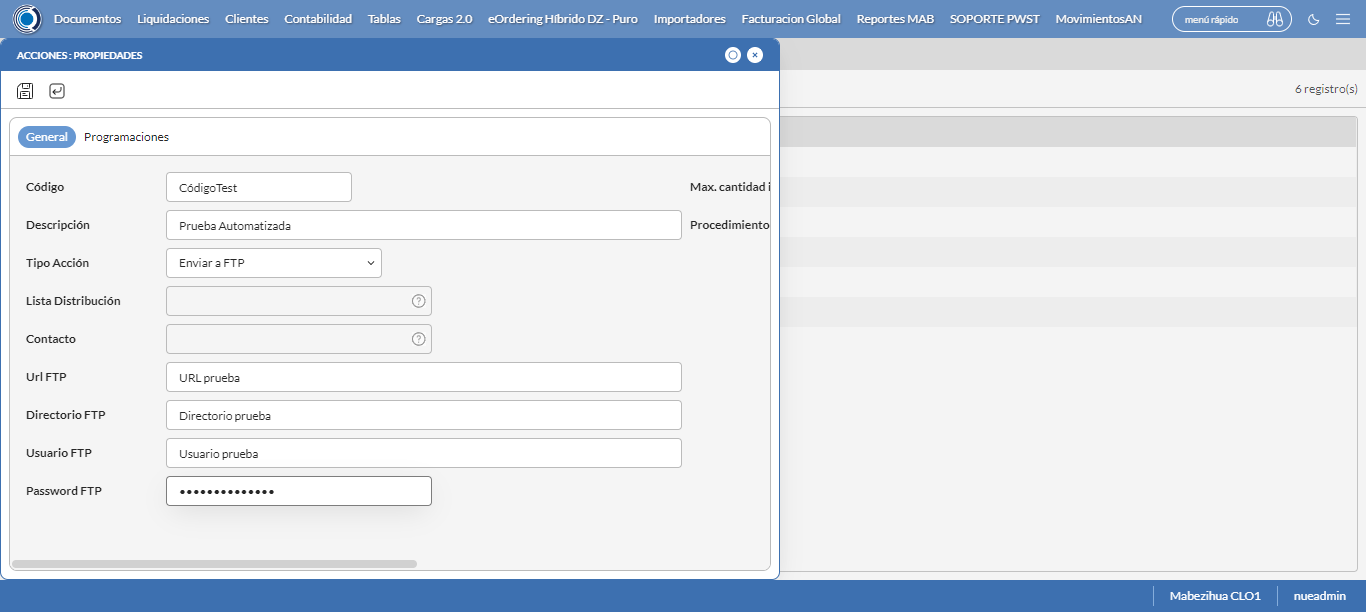 Documentos Liquidaciones Clientes Contabilidad Tablas Cargas 2.0 eOrdering Híbrido DZ - Puro Importadores Facturacion Global Reportes MAB SOPORTE PWST MovimientosAN menú rápido
ACCIONES : PROPIEDADES
6 registro(s)
General Programaciones
Código CódigoTest Max. cantidad i
Descripción Prueba Automatizada Procedimiento
Tipo Acción Enviar a FTP
Lista Distribución ?
Contacto ?
Url FTP URL prueba
Directorio FTP Directorio prueba
Usuario FTP Usuario prueba
Password FTP ••••••••••••••
Mabezihua CLO1 nueadmin